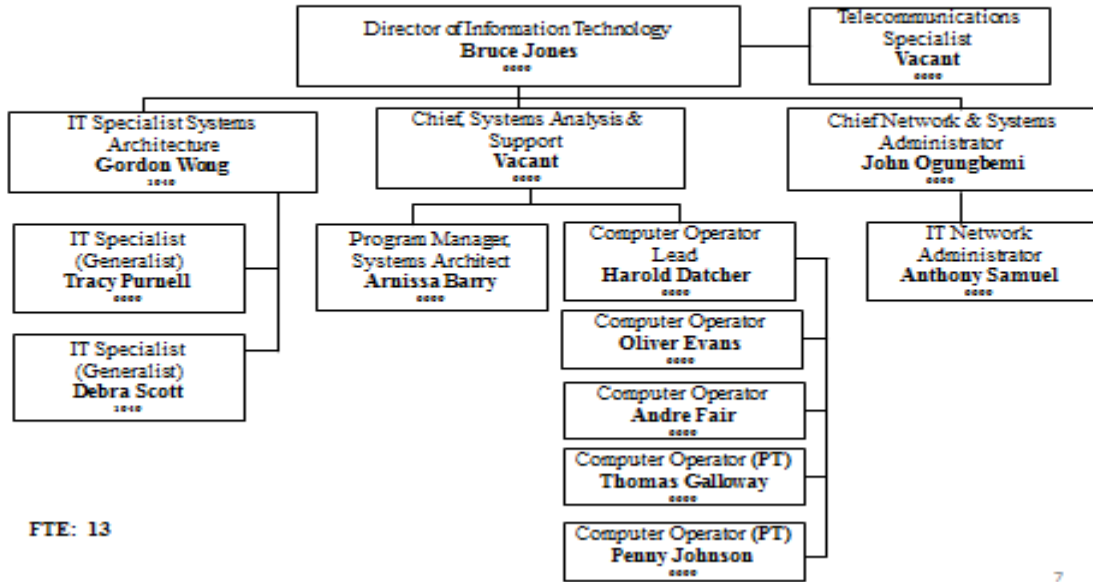 Director of Information Technology
Bruce Jones
Telecommunications
Specialist
Vacant
IT Specialist Systems
Architecture
Gordon Wong
Chief, Systems Analysis &
Support
Vacant
Chief Network & Systems
Administrator
John Ogungbemi
IT Specialist
(Generalist)
Tracy Purnell
Program Manager,
Systems Architect
Arnissa Barry
Computer Operator
Lead
Harold Datcher
IT Network
Administrator
Anthony Samuel
IT Specialist
(Generalist)
Debra Scott
Computer Operator
Oliver Evans
Computer Operator
Andre Fair
Computer Operator (PT)
Thomas Galloway
Computer Operator (PT)
Penny Johnson
FTE: 13
7